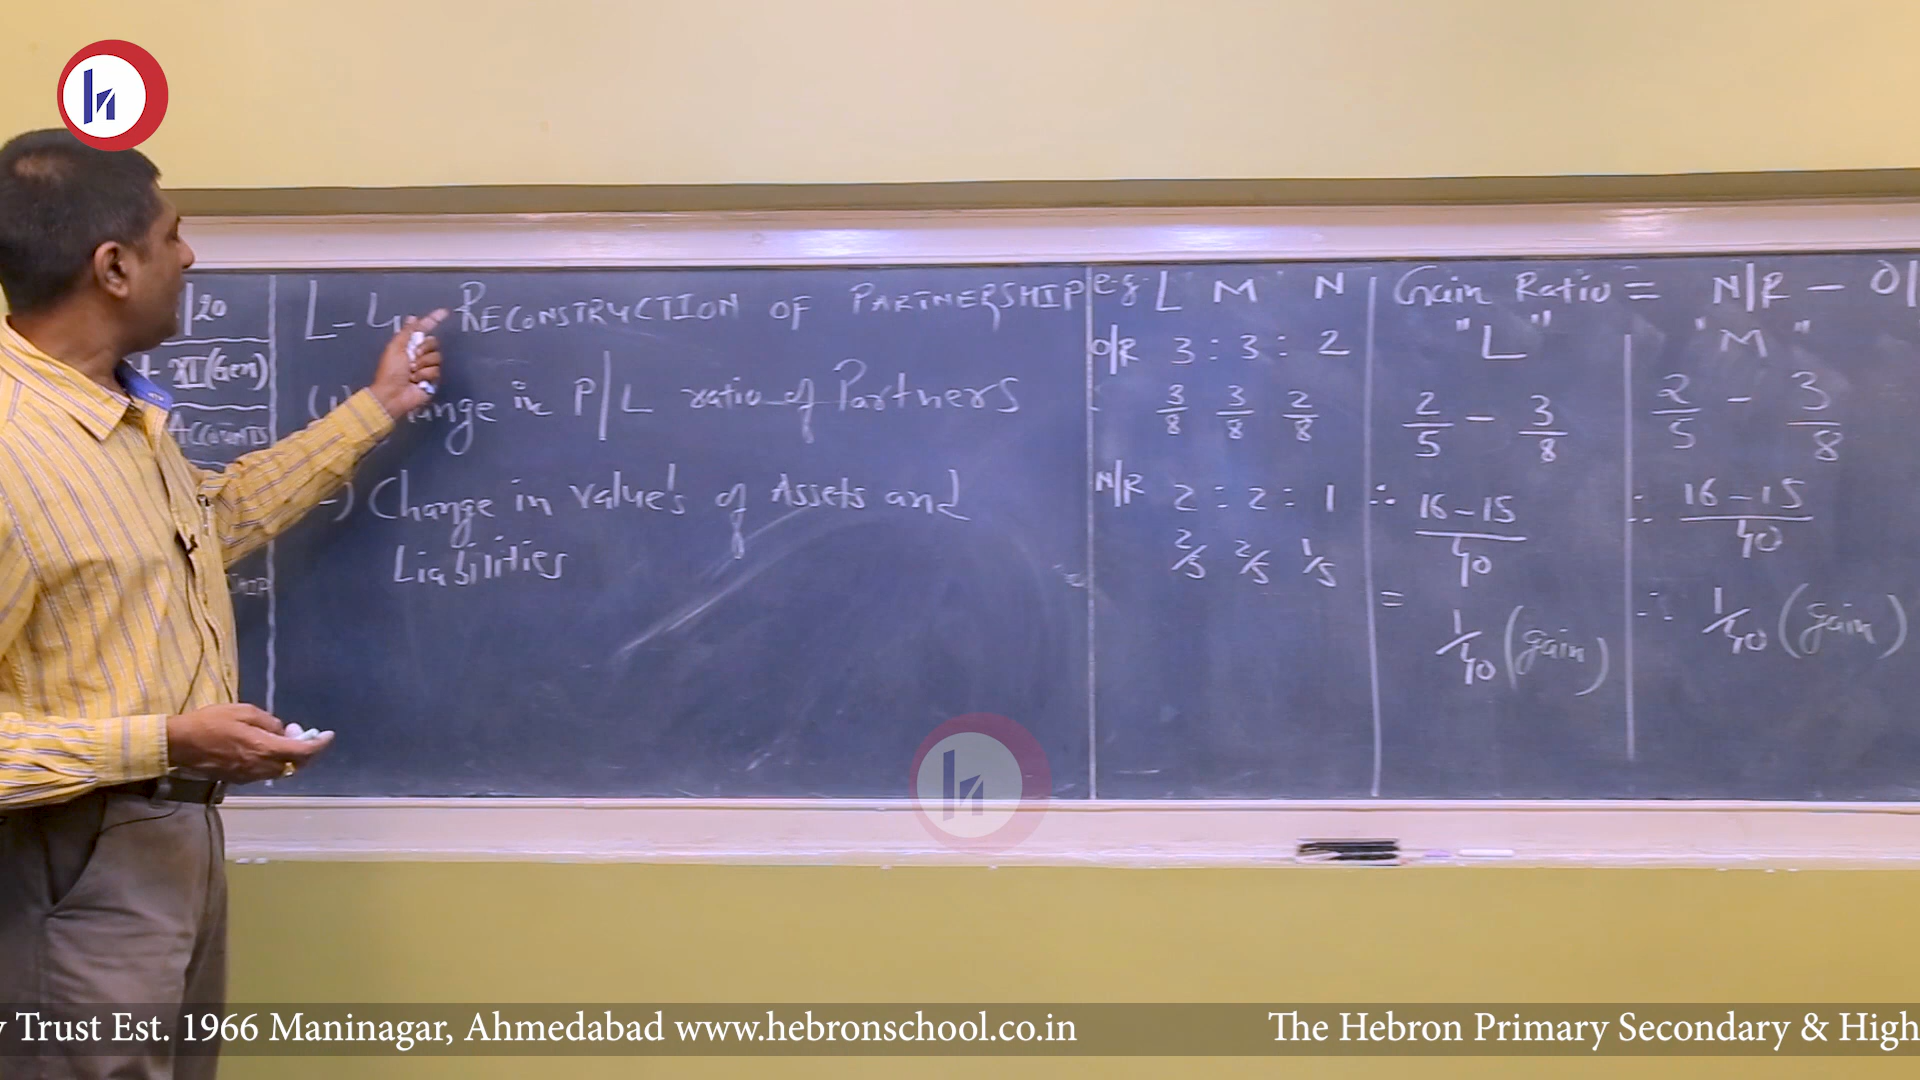 /20
XII(Gen)
Accounts
SHIP
L-4 RECONSTRUCTION OF PARTNERSHIP
ange in P/L ratio of Partners
-) Change in value's of Assets and
Liabilities
e.g. L M N
O/R 3 : 3 : 2
3/8 3/8 2/8
N/R 2 : 2 : 1
2/5 2/5 1/5
Gain Ratio = N/R - O/
"L"
2/5 - 3/8
∴ 16-15/40
= 1/40 (gain)
"M"
2/5 - 3/8
∴ 16-15/40
∴ 1/40 (gain)
y Trust Est. 1966 Maninagar, Ahmedabad www.hebronschool.co.in The Hebron Primary Secondary & High